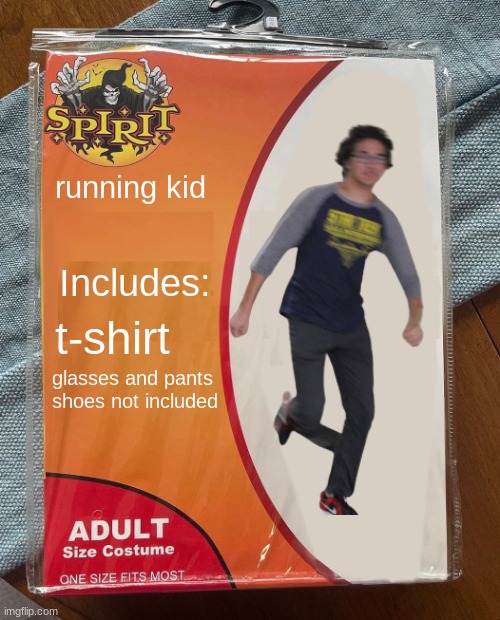 SPIRIT
running kid
Includes:
t-shirt
glasses and pants
shoes not included
ADULT
Size Costume
ONE SIZE FITS MOST
imgflip.com